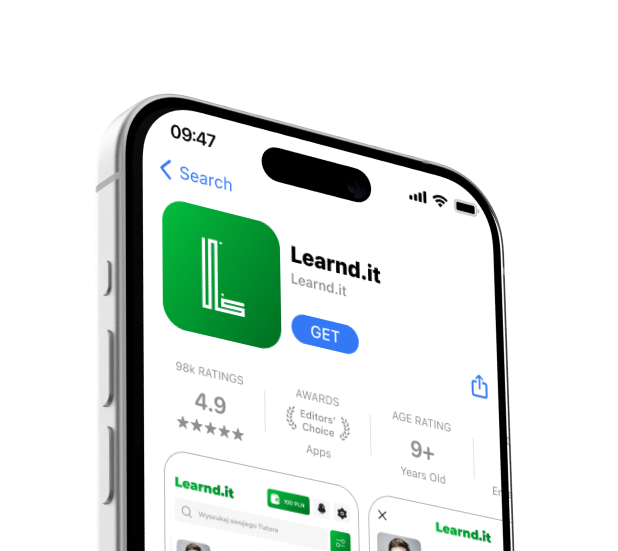 09:47
Search
Learnd.it
Learnd.it
GET
98k RATINGS
4.9
AWARDS
Editors'
Choice
Apps
AGE RATING
9+
Years Old
Learnd.it
100 PLN
Wyszukaj swojego Tutora
Learnd.it